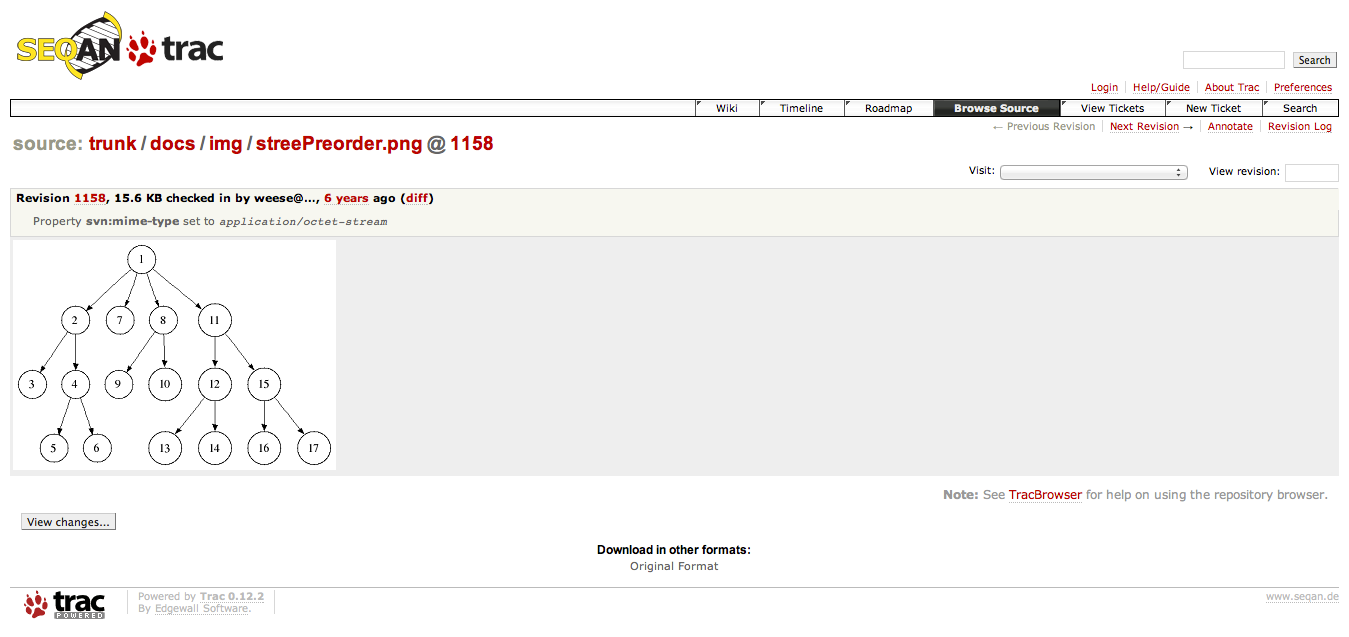 SEQAN trac
Search
Login Help/Guide About Trac Preferences
Wiki Timeline Roadmap Browse Source View Tickets New Ticket Search
← Previous Revision Next Revision → Annotate Revision Log
source: trunk / docs / img / streePreorder.png @ 1158
Visit: View revision:
Revision 1158, 15.6 KB checked in by weese@..., 6 years ago (diff)
Property svn:mime-type set to application/octet-stream
1
2 7 8 11
3 4 9 10 12 15
5 6 13 14 16 17
Note: See TracBrowser for help on using the repository browser.
View changes...
Download in other formats:
Original Format
trac POWERED
Powered by Trac 0.12.2
By Edgewall Software.
www.seqan.de